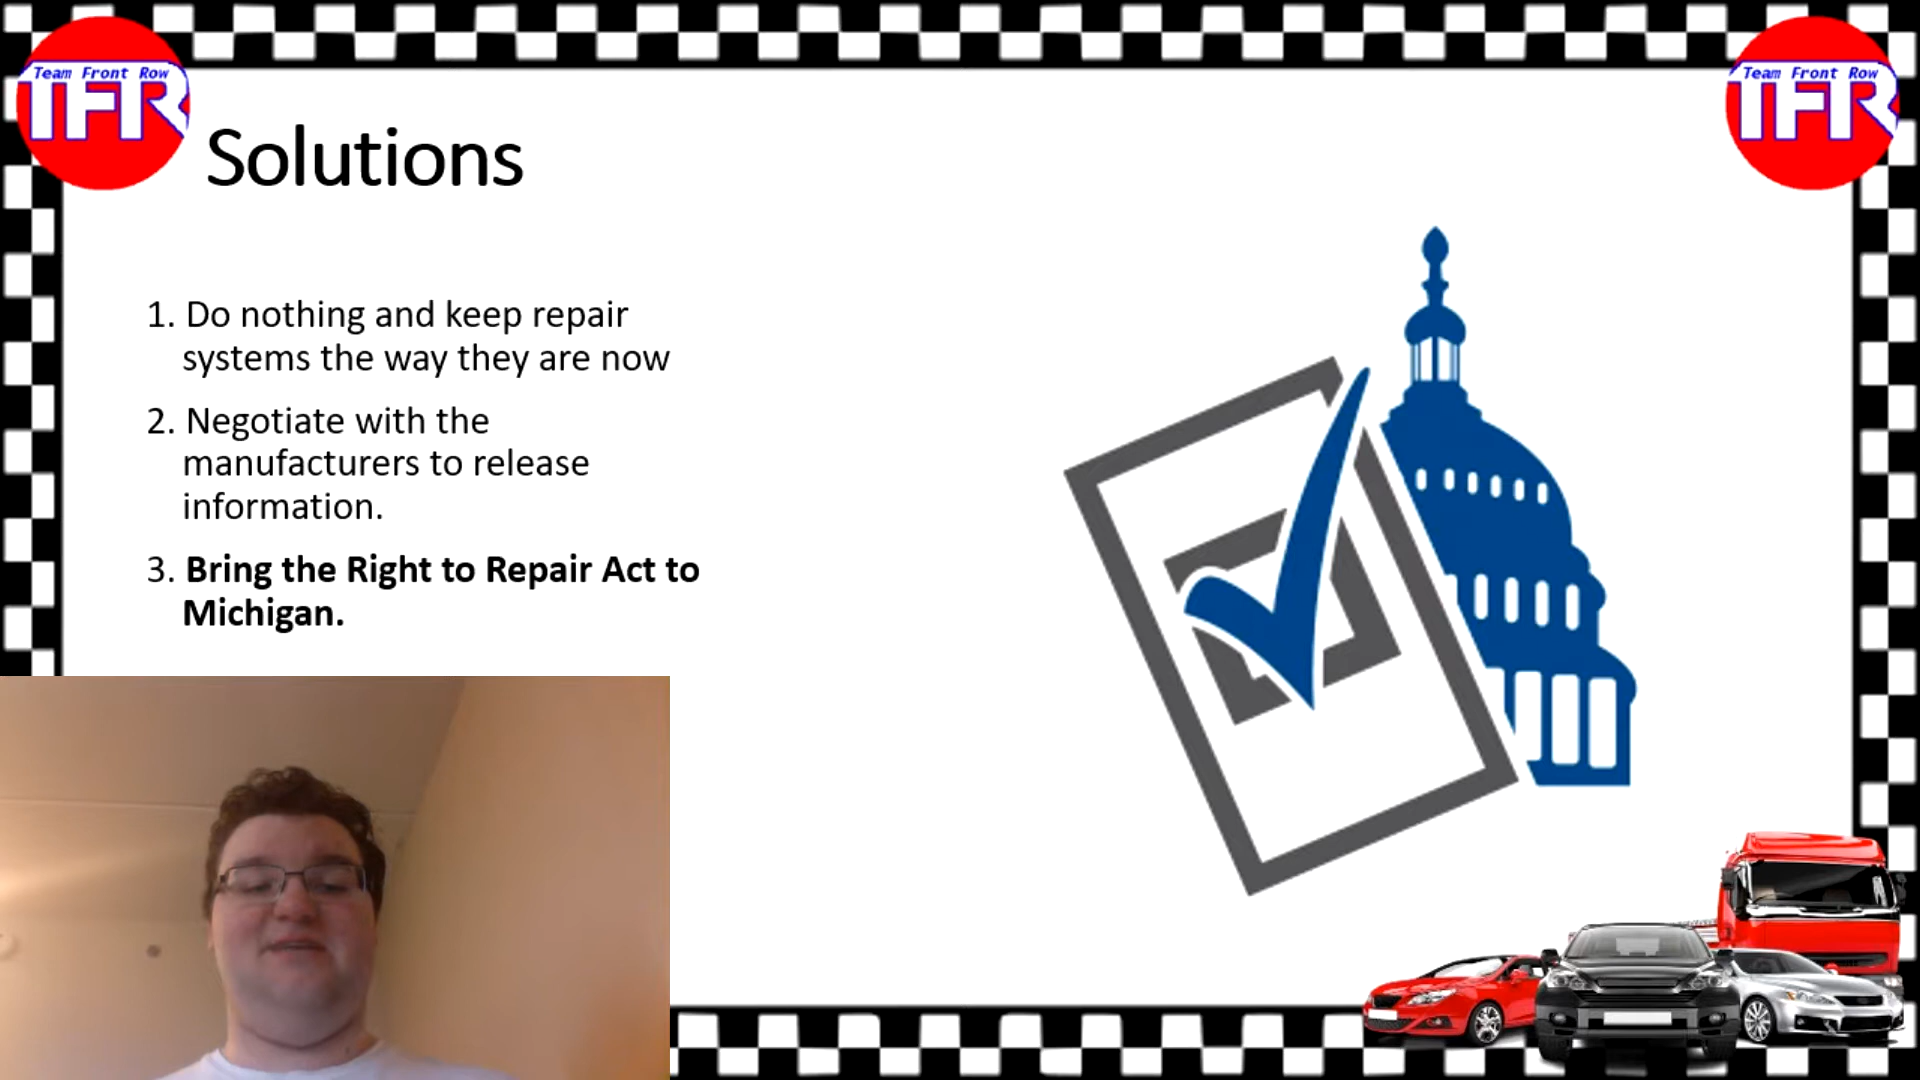 Team Front Row
TFR
Team Front Row
TFR
Solutions
1. Do nothing and keep repair
systems the way they are now
2. Negotiate with the
manufacturers to release
information.
3. Bring the Right to Repair Act to
Michigan.